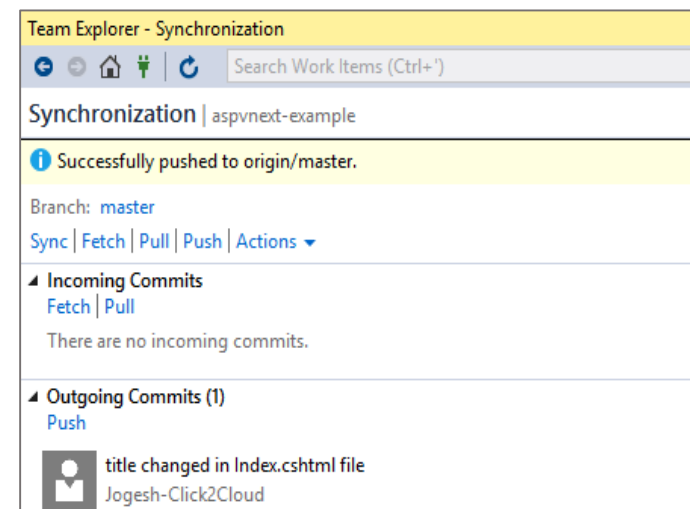 Team Explorer - Synchronization
Search Work Items (Ctrl+')
Synchronization | aspvnext-example
Successfully pushed to origin/master.
Branch: master
Sync | Fetch | Pull | Push | Actions
Incoming Commits
Fetch | Pull
There are no incoming commits.
Outgoing Commits (1)
Push
title changed in Index.cshtml file
Jogesh-Click2Cloud